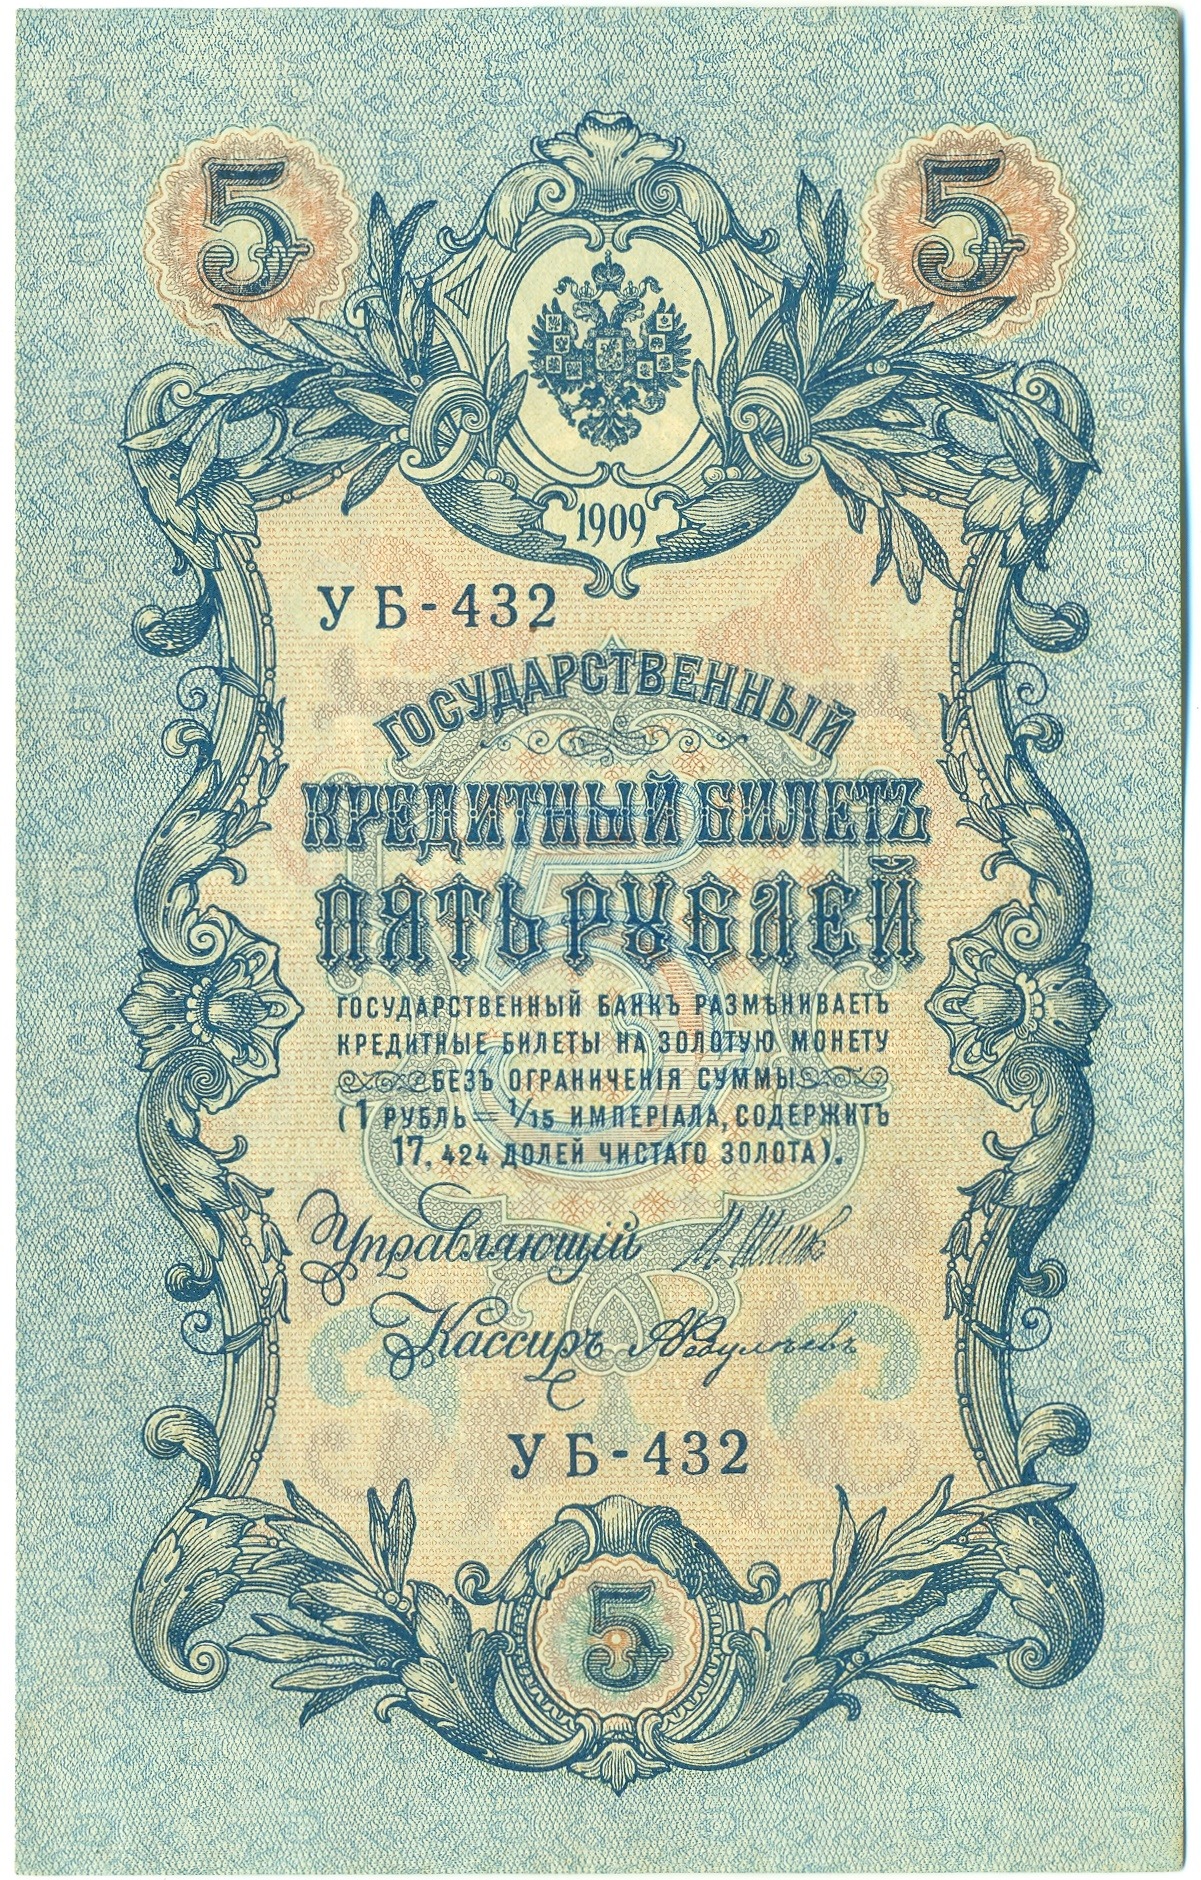 5 5
1909
УБ-432
ГОСУДАРСТВЕННЫЙ
КРЕДИТНЫЙ БИЛЕТЪ
ПЯТЬ РУБЛЕЙ
ГОСУДАРСТВЕННЫЙ БАНКЪ РАЗМѢНИВАЕТЪ
КРЕДИТНЫЕ БИЛЕТЫ НА ЗОЛОТУЮ МОНЕТУ
БЕЗЪ ОГРАНИЧЕНІЯ СУММЫ
(1 РУБЛЬ — 1/15 ИМПЕРІАЛА, СОДЕРЖИТЪ
17,424 ДОЛЕЙ ЧИСТАГО ЗОЛОТА).
Управляющій
Кассиръ
УБ-432
5